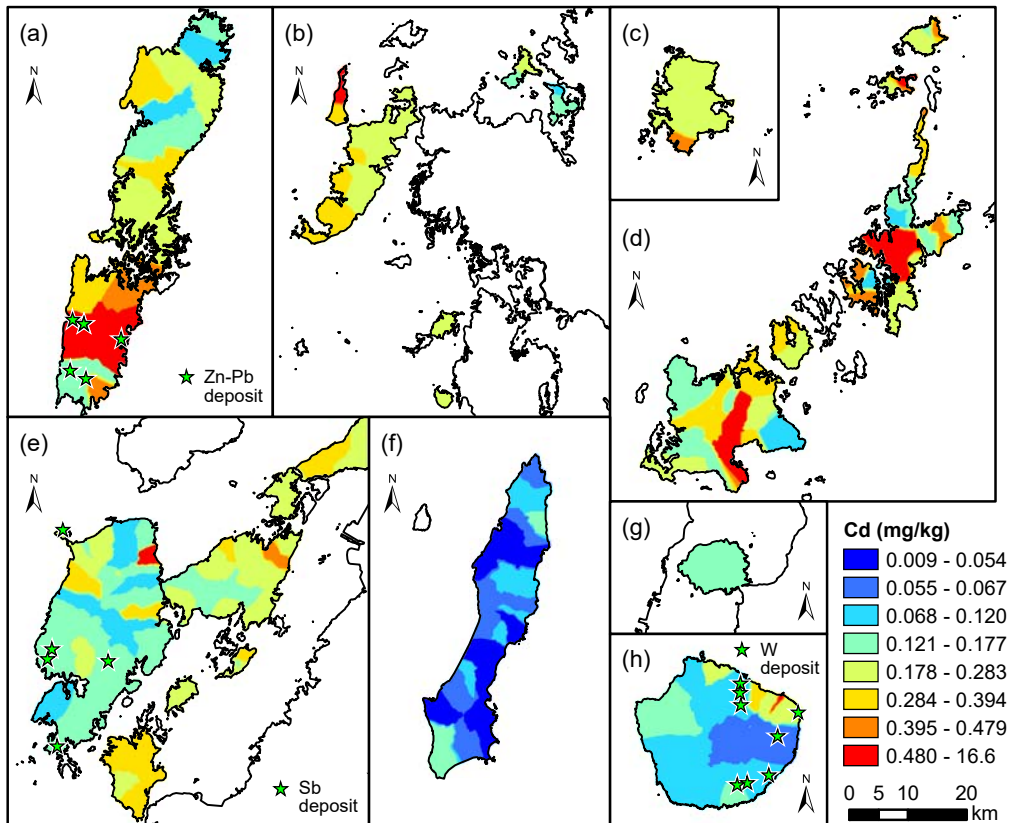 (a)
N
Zn-Pb
deposit
(b)
N
(c)
N
(d)
N
(e)
N
Sb
deposit
(f)
N
(g)
N
(h)
W
deposit
N
Cd (mg/kg)
0.009 - 0.054
0.055 - 0.067
0.068 - 0.120
0.121 - 0.177
0.178 - 0.283
0.284 - 0.394
0.395 - 0.479
0.480 - 16.6
0 10 20
km